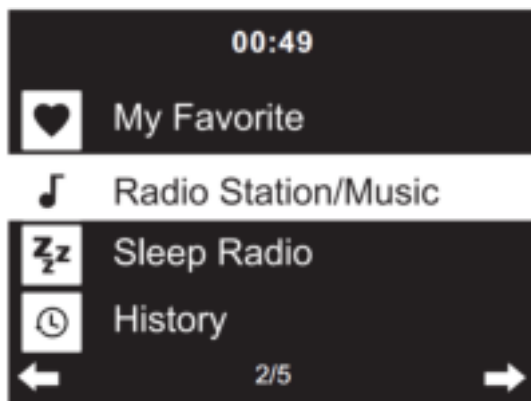 00:49
My Favorite
Radio Station/Music
Sleep Radio
History
2/5